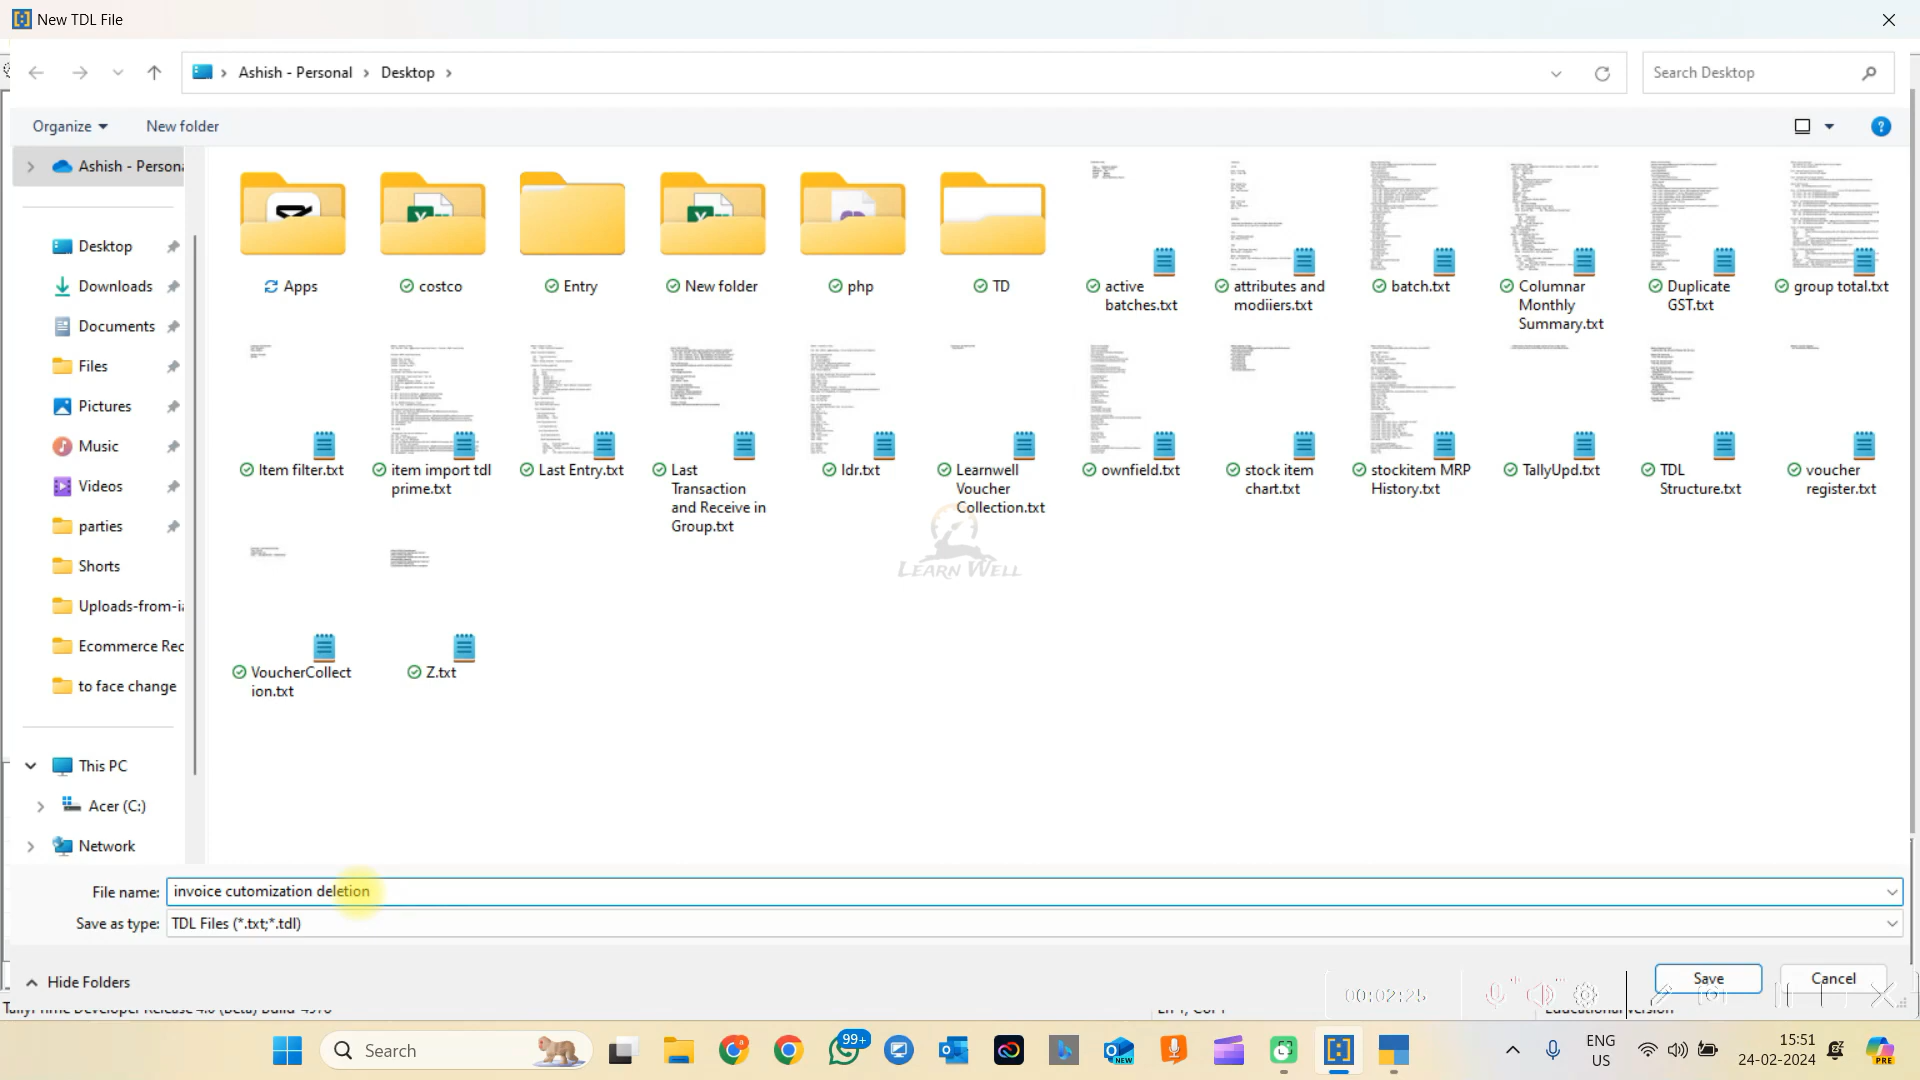 New TDL File
Ashish - Personal > Desktop >
Search Desktop
Organize
New folder
Ashish - Persona
Desktop
Downloads
Documents
Files
Pictures
Music
Videos
parties
Shorts
Uploads-from-ia
Ecommerce Rec
to face change
This PC
Acer (C:)
Network
Apps
costco
Entry
New folder
php
TD
active
batches.txt
attributes and
modiiers.txt
batch.txt
Columnar
Monthly
Summary.txt
Duplicate
GST.txt
group total.txt
Item filter.txt
item import tdl
prime.txt
Last Entry.txt
Last
Transaction
and Receive in
Group.txt
ldr.txt
Learnwell
Voucher
Collection.txt
ownfield.txt
stock item
chart.txt
stockitem MRP
History.txt
TallyUpd.txt
TDL
Structure.txt
voucher
register.txt
LEARN WELL
VoucherCollect
ion.txt
Z.txt
File name: invoice cutomization deletion
Save as type: TDL Files (*.txt;*.tdl)
Hide Folders
Save
Cancel
00:02:25
Search
99+
NEW
ENG
US
15:51
24-02-2024
PRE